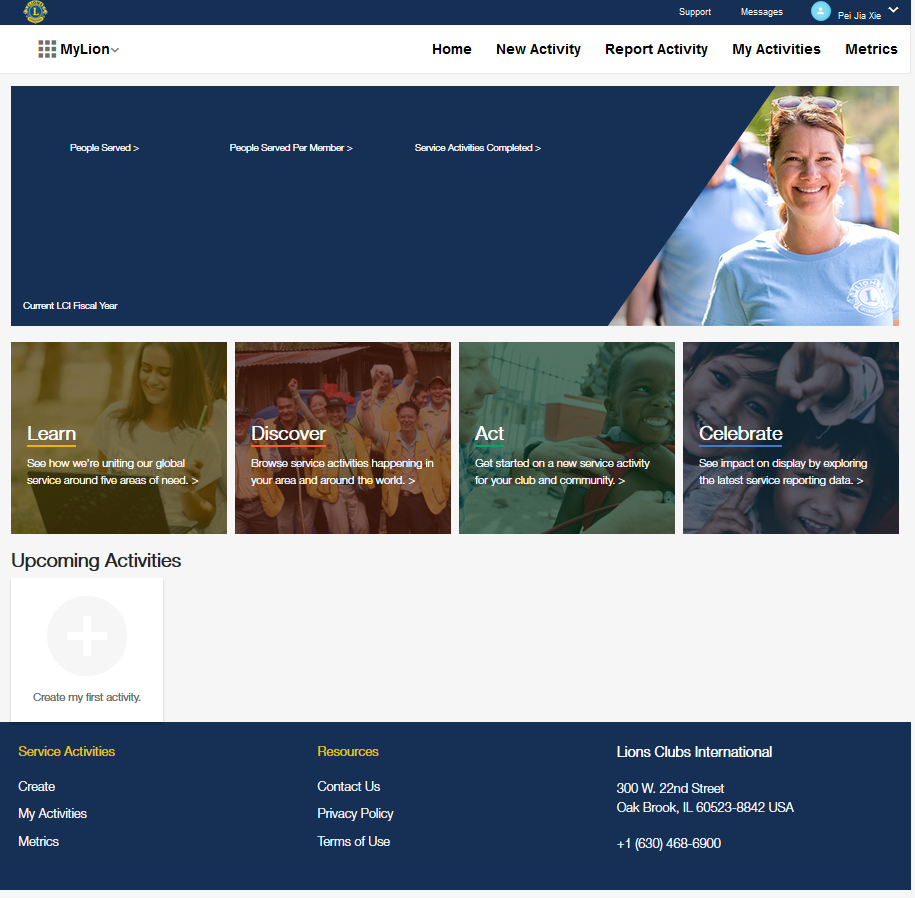 Support
Messages
Pei Jia Xie
MyLion
Home
New Activity
Report Activity
My Activities
Metrics
People Served >
People Served Per Member >
Service Activities Completed >
Current LCI Fiscal Year
Learn
See how we're uniting our global
service around five areas of need. >
Discover
Browse service activities happening in
your area and around the world. >
Act
Get started on a new service activity
for your club and community. >
Celebrate
See impact on display by exploring
the latest service reporting data. >
Upcoming Activities
Create my first activity.
Service Activities
Create
My Activities
Metrics
Resources
Contact Us
Privacy Policy
Terms of Use
Lions Clubs International
300 W. 22nd Street
Oak Brook, IL 60523-8842 USA
+1 (630) 468-6900